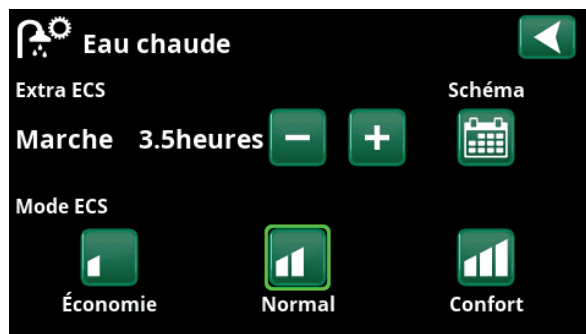 Eau chaude
Extra ECS Schéma
Marche 3.5heures
Mode ECS
Économie Normal Confort